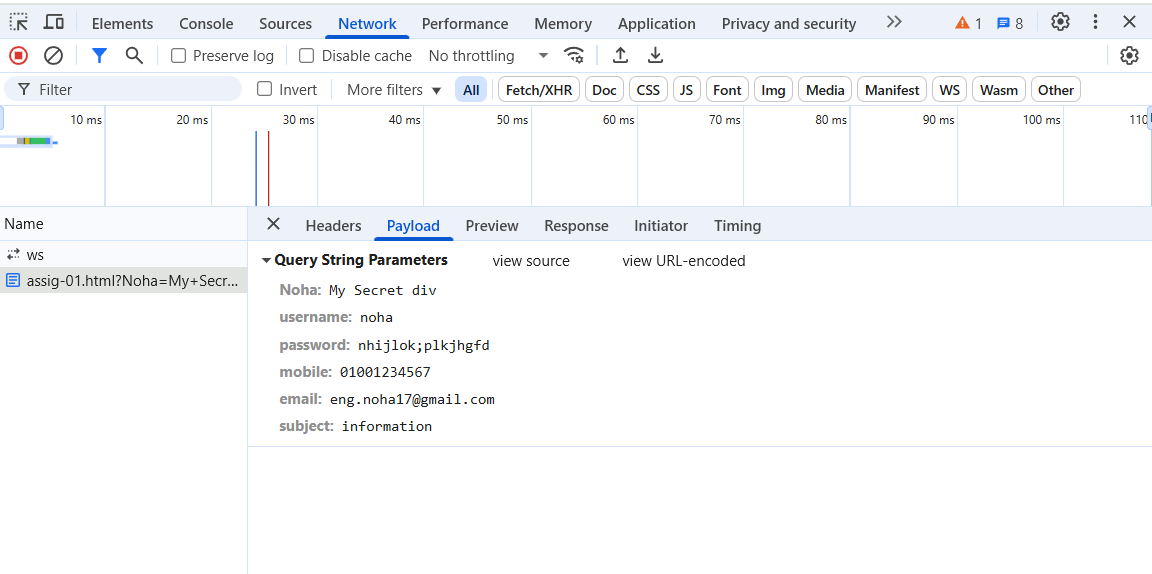 Elements Console Sources Network Performance Memory Application Privacy and security 1 8
Preserve log Disable cache No throttling
Filter Invert More filters All Fetch/XHR Doc CSS JS Font Img Media Manifest WS Wasm Other
10 ms 20 ms 30 ms 40 ms 50 ms 60 ms 70 ms 80 ms 90 ms 100 ms 110
Name
ws
assig-01.html?Noha=My+Secr...
Headers Payload Preview Response Initiator Timing
Query String Parameters view source view URL-encoded
Noha: My Secret div
username: noha
password: nhijlok;plkjhgfd
mobile: 01001234567
email: eng.noha17@gmail.com
subject: information